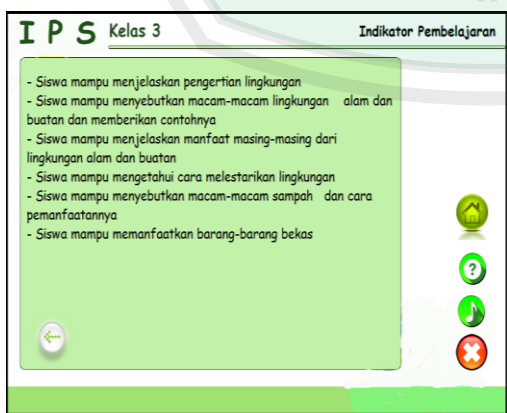 I P S Kelas 3
Indikator Pembelajaran
- Siswa mampu menjelaskan pengertian lingkungan
- Siswa mampu menyebutkan macam-macam lingkungan alam dan
buatan dan memberikan contohnya
- Siswa mampu menjelaskan manfaat masing-masing dari
lingkungan alam dan buatan
- Siswa mampu mengetahui cara melestarikan lingkungan
- Siswa mampu menyebutkan macam-macam sampah dan cara
pemanfaatannya
- Siswa mampu memanfaatkan barang-barang bekas
?